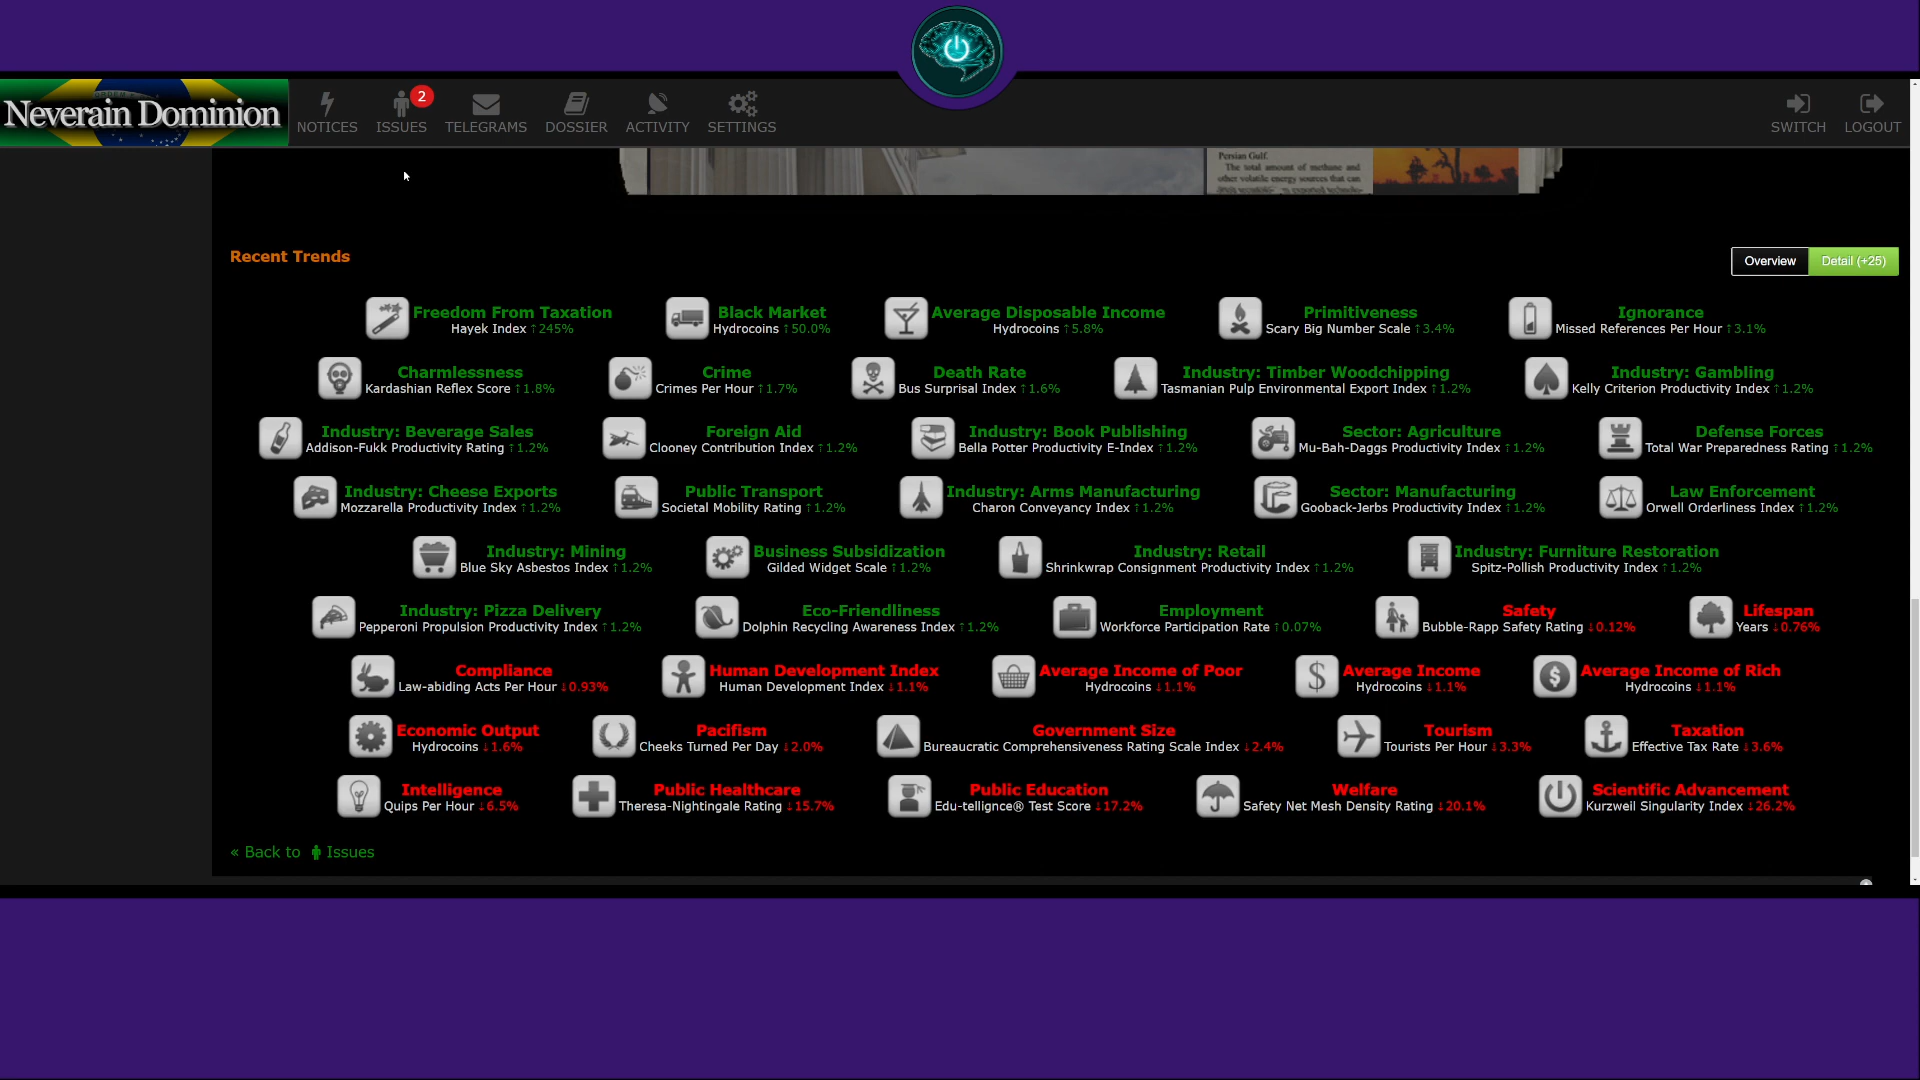 Neverain Dominion
NOTICES
2
ISSUES
TELEGRAMS
DOSSIER
ACTIVITY
SETTINGS
SWITCH
LOGOUT
Persian Gulf.
The total amount of methane and
other volatile energy sources that can
Recent Trends
Overview
Detail (+25)
Freedom From Taxation
Hayek Index ↑245%
Black Market
Hydrocoins ↑50.0%
Average Disposable Income
Hydrocoins ↑5.8%
Primitiveness
Scary Big Number Scale ↑3.4%
Ignorance
Missed References Per Hour ↑3.1%
Charmlessness
Kardashian Reflex Score ↑1.8%
Crime
Crimes Per Hour ↑1.7%
Death Rate
Bus Surprisal Index ↑1.6%
Industry: Timber Woodchipping
Tasmanian Pulp Environmental Export Index ↑1.2%
Industry: Gambling
Kelly Criterion Productivity Index ↑1.2%
Industry: Beverage Sales
Addison-Fukk Productivity Rating ↑1.2%
Foreign Aid
Clooney Contribution Index ↑1.2%
Industry: Book Publishing
Bella Potter Productivity E-Index ↑1.2%
Sector: Agriculture
Mu-Bah-Daggs Productivity Index ↑1.2%
Defense Forces
Total War Preparedness Rating ↑1.2%
Industry: Cheese Exports
Mozzarella Productivity Index ↑1.2%
Public Transport
Societal Mobility Rating ↑1.2%
Industry: Arms Manufacturing
Charon Conveyancy Index ↑1.2%
Sector: Manufacturing
Gooback-Jerbs Productivity Index ↑1.2%
Law Enforcement
Orwell Orderliness Index ↑1.2%
Industry: Mining
Blue Sky Asbestos Index ↑1.2%
Business Subsidization
Gilded Widget Scale ↑1.2%
Industry: Retail
Shrinkwrap Consignment Productivity Index ↑1.2%
Industry: Furniture Restoration
Spitz-Pollish Productivity Index ↑1.2%
Industry: Pizza Delivery
Pepperoni Propulsion Productivity Index ↑1.2%
Eco-Friendliness
Dolphin Recycling Awareness Index ↑1.2%
Employment
Workforce Participation Rate ↑0.07%
Safety
Bubble-Rapp Safety Rating ↓0.12%
Lifespan
Years ↓0.76%
Compliance
Law-abiding Acts Per Hour ↓0.93%
Human Development Index
Human Development Index ↓1.1%
Average Income of Poor
Hydrocoins ↓1.1%
Average Income
Hydrocoins ↓1.1%
Average Income of Rich
Hydrocoins ↓1.1%
Economic Output
Hydrocoins ↓1.6%
Pacifism
Cheeks Turned Per Day ↓2.0%
Government Size
Bureaucratic Comprehensiveness Rating Scale Index ↓2.4%
Tourism
Tourists Per Hour ↓3.3%
Taxation
Effective Tax Rate ↓3.6%
Intelligence
Quips Per Hour ↓6.5%
Public Healthcare
Theresa-Nightingale Rating ↓15.7%
Public Education
Edu-tellignce® Test Score ↓17.2%
Welfare
Safety Net Mesh Density Rating ↓20.1%
Scientific Advancement
Kurzweil Singularity Index ↓26.2%
« Back to Issues